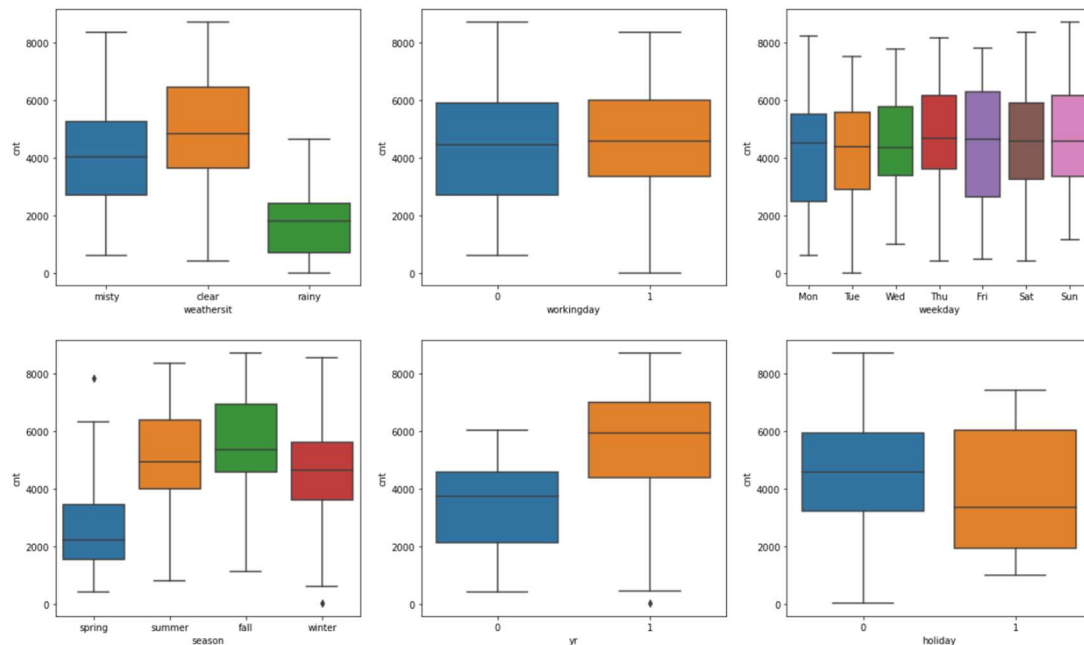 cnt
8000
6000
4000
2000
0
misty clear rainy
weathersit
cnt
8000
6000
4000
2000
0
0 1
workingday
cnt
8000
6000
4000
2000
0
Mon Tue Wed Thu Fri Sat Sun
weekday
cnt
8000
6000
4000
2000
0
spring summer fall winter
season
cnt
8000
6000
4000
2000
0
0 1
yr
cnt
8000
6000
4000
2000
0
0 1
holiday